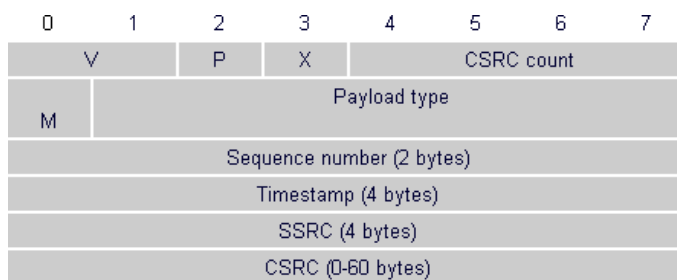 0 1 2 3 4 5 6 7
V P X CSRC count
Payload type
M
Sequence number (2 bytes)
Timestamp (4 bytes)
SSRC (4 bytes)
CSRC (0-60 bytes)